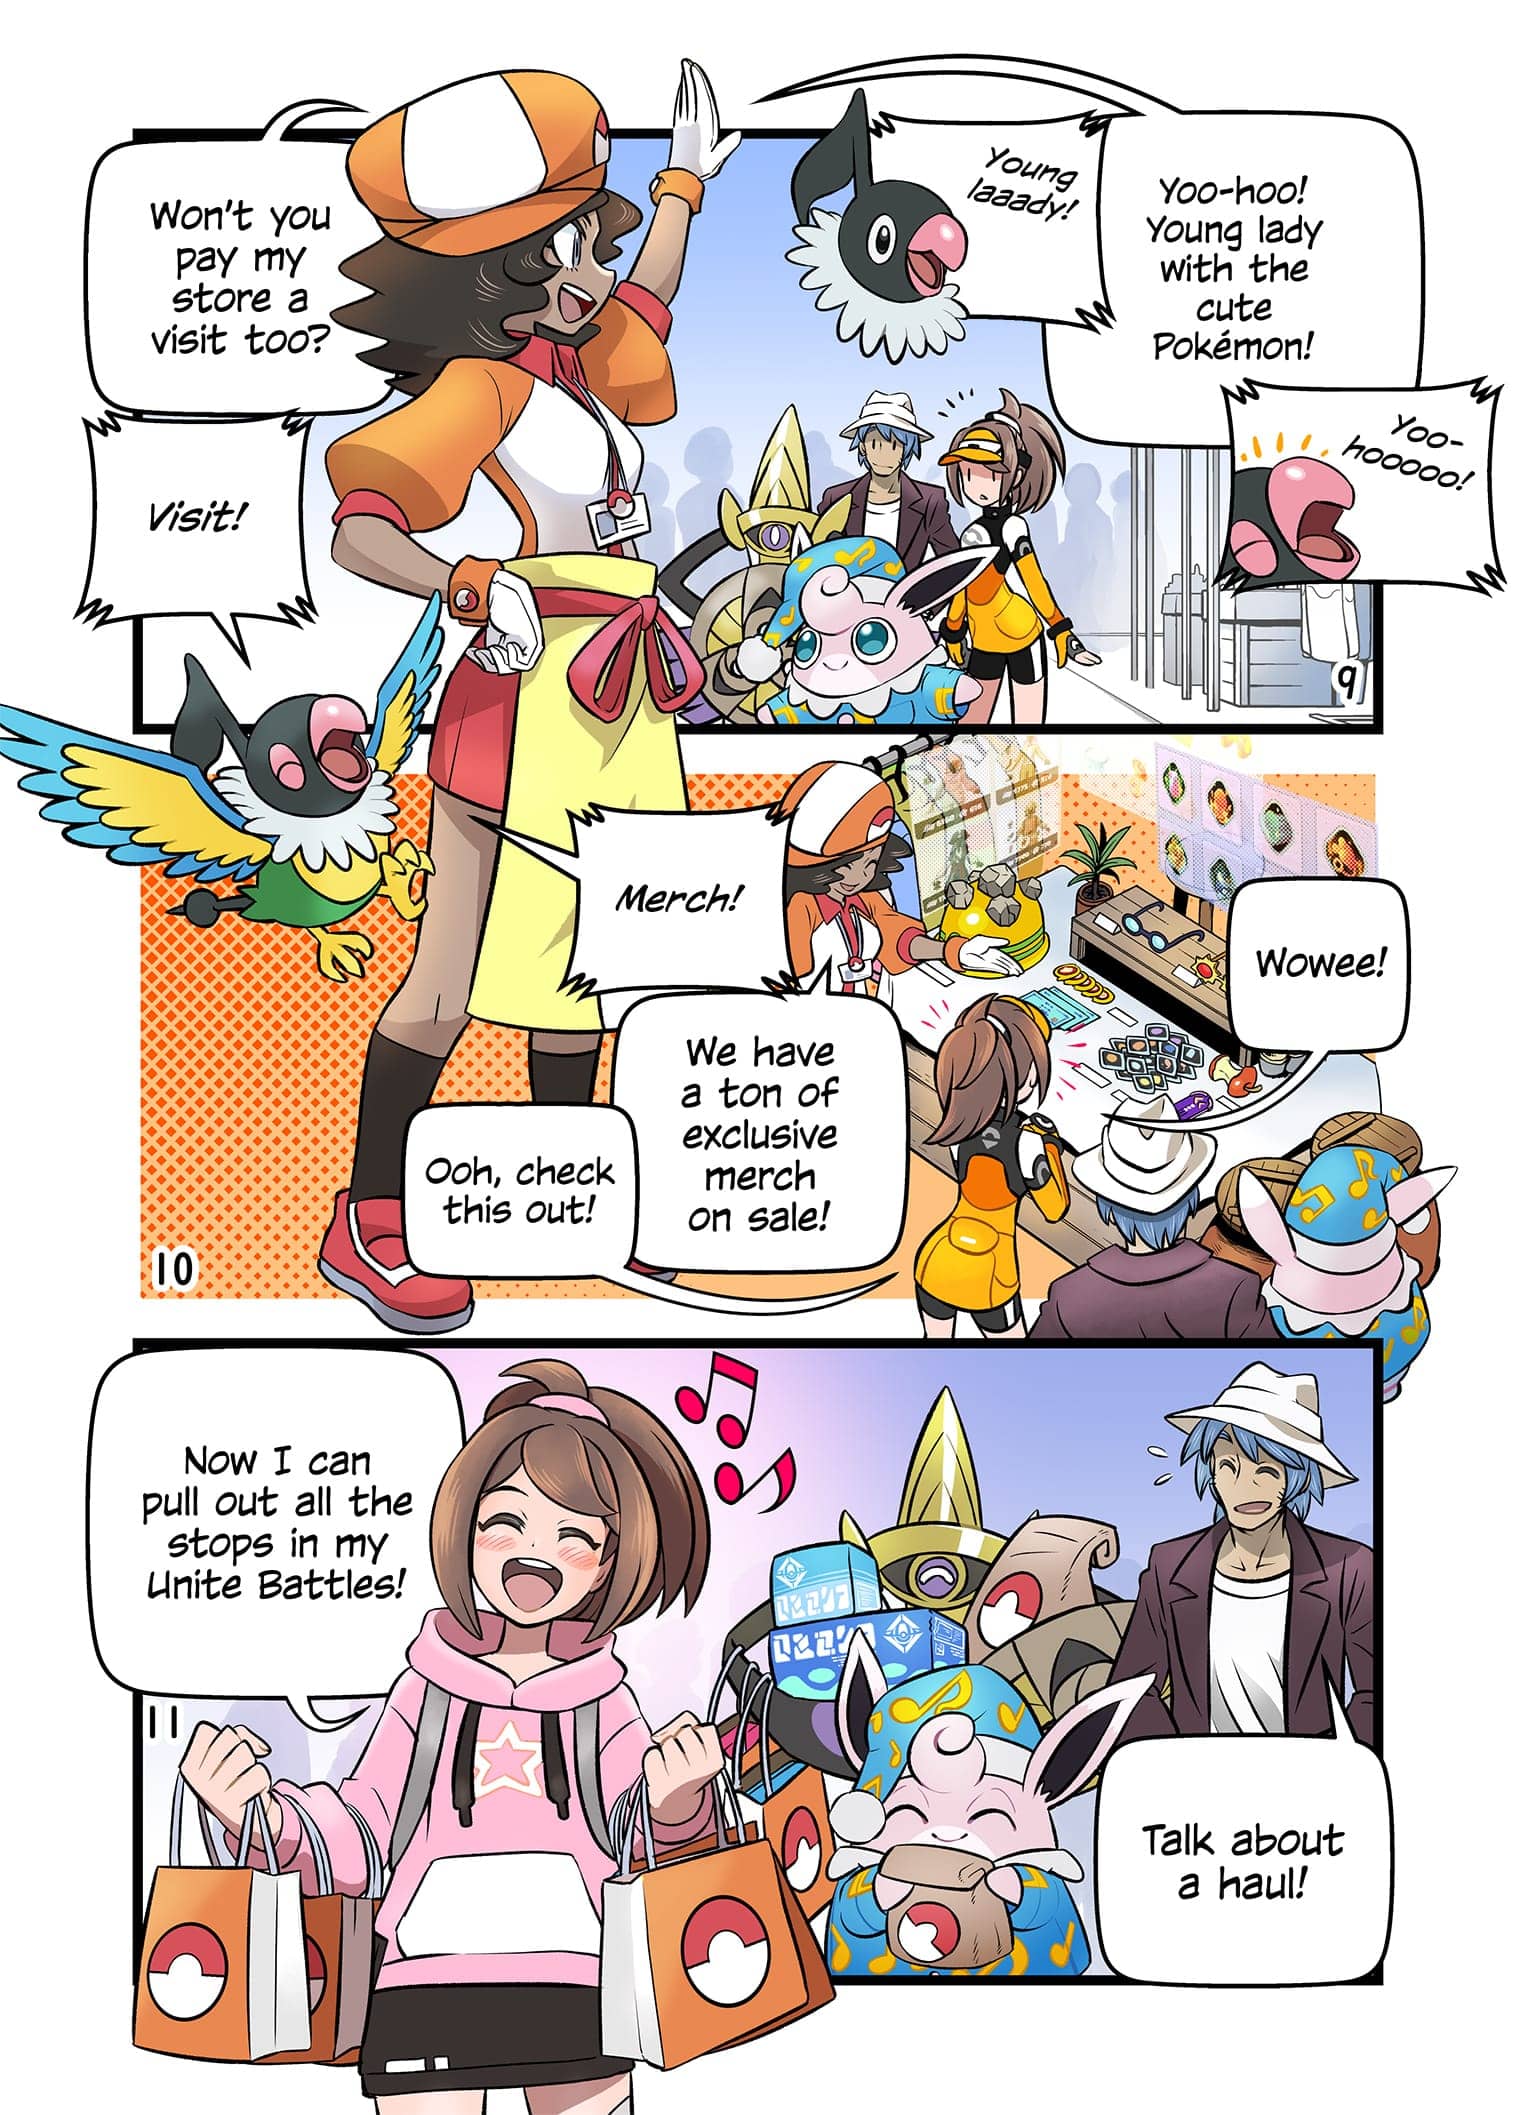 Yoo-hoo!
Young lady
with the
cute
Pokémon!
Young
laaady!
Yoo-
hooooo!
Won't you
pay my
store a
visit too?
Visit!
9
We have
a ton of
exclusive
merch
on sale!
Merch!
Wowee!
Ooh, check
this out!
10
Now I can
pull out all the
stops in my
Unite Battles!
Talk about
a haul!
11